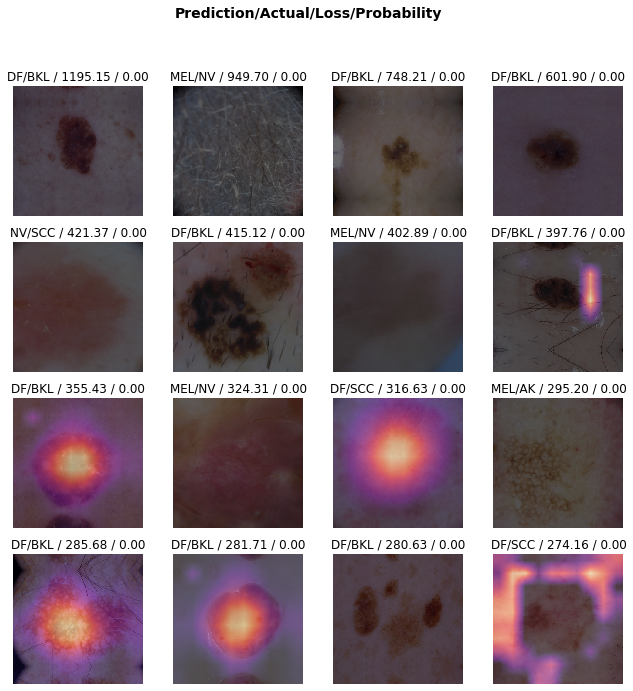 Prediction/Actual/Loss/Probability
DF/BKL / 1195.15 / 0.00 MEL/NV / 949.70 / 0.00 DF/BKL / 748.21 / 0.00 DF/BKL / 601.90 / 0.00
NV/SCC / 421.37 / 0.00 DF/BKL / 415.12 / 0.00 MEL/NV / 402.89 / 0.00 DF/BKL / 397.76 / 0.00
DF/BKL / 355.43 / 0.00 MEL/NV / 324.31 / 0.00 DF/SCC / 316.63 / 0.00 MEL/AK / 295.20 / 0.00
DF/BKL / 285.68 / 0.00 DF/BKL / 281.71 / 0.00 DF/BKL / 280.63 / 0.00 DF/SCC / 274.16 / 0.00